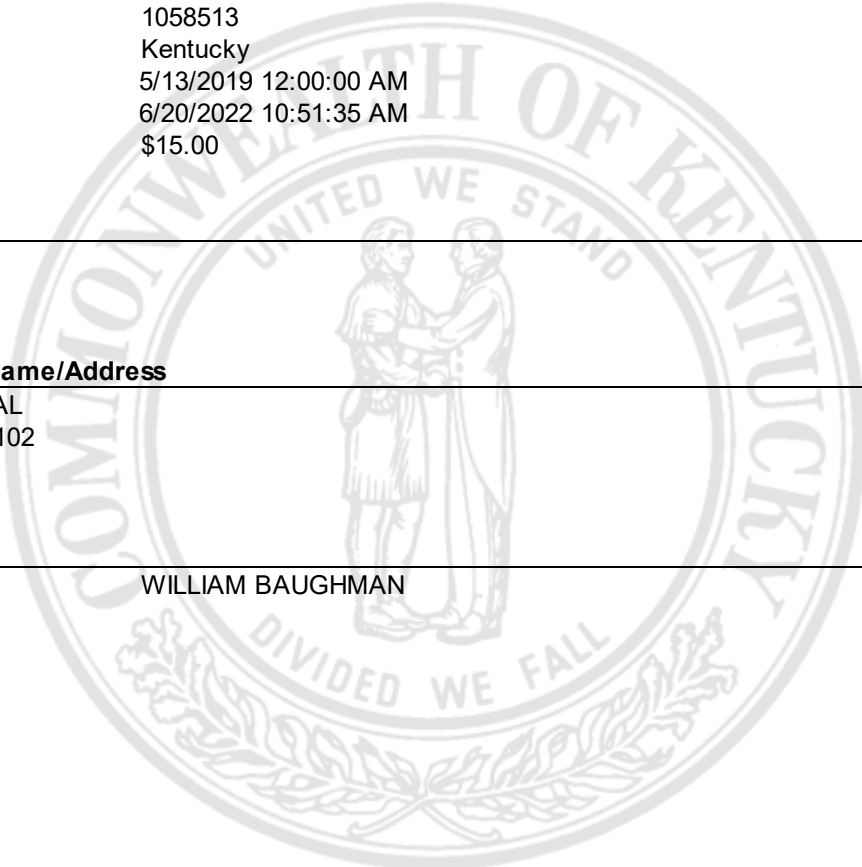 1058513
Kentucky
5/13/2019 12:00:00 AM
6/20/2022 10:51:35 AM
$15.00
COMMONWEALTH OF KENTUCKY
UNITED WE STAND
ame/Address
AL
102
WILLIAM BAUGHMAN
DIVIDED WE FALL